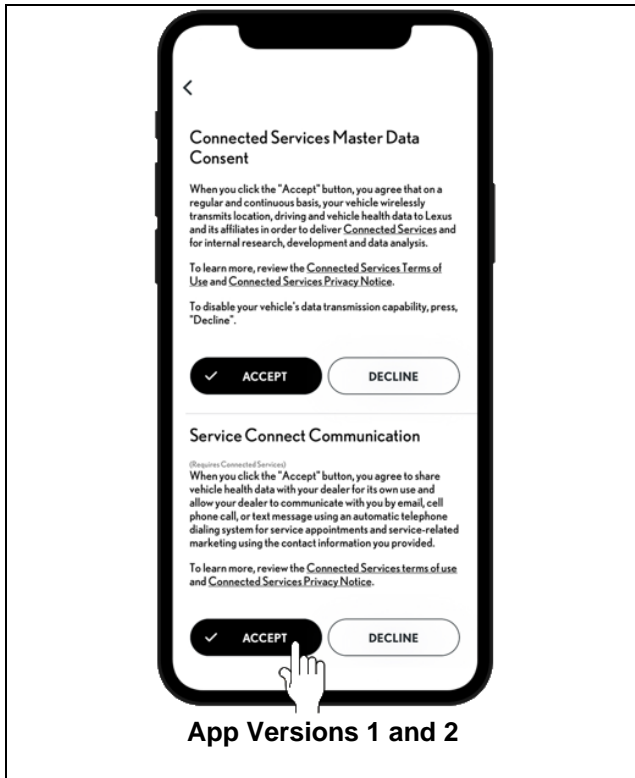 Connected Services Master Data
Consent
When you click the "Accept" button, you agree that on a
regular and continuous basis, your vehicle wirelessly
transmits location, driving and vehicle health data to Lexus
and its affiliates in order to deliver Connected Services and
for internal research, development and data analysis.
To learn more, review the Connected Services Terms of
Use and Connected Services Privacy Notice.
To disable your vehicle's data transmission capability, press,
"Decline".
ACCEPT DECLINE
Service Connect Communication
(Requires Connected Services)
When you click the "Accept" button, you agree to share
vehicle health data with your dealer for its own use and
allow your dealer to communicate with you by email, cell
phone call, or text message using an automatic telephone
dialing system for service appointments and service-related
marketing using the contact information you provided.
To learn more, review the Connected Services terms of use
and Connected Services Privacy Notice.
ACCEPT DECLINE
App Versions 1 and 2